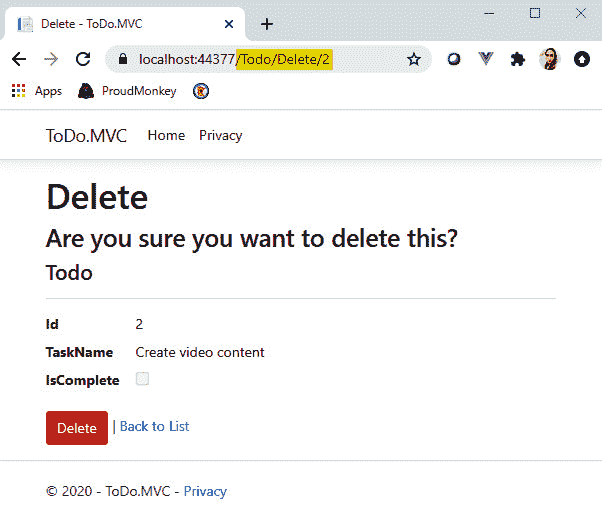 Delete - ToDo.MVC
localhost:44377/Todo/Delete/2
Apps ProudMonkey
ToDo.MVC Home Privacy
Delete
Are you sure you want to delete this?
Todo
Id 2
TaskName Create video content
IsComplete
Delete | Back to List
© 2020 - ToDo.MVC - Privacy